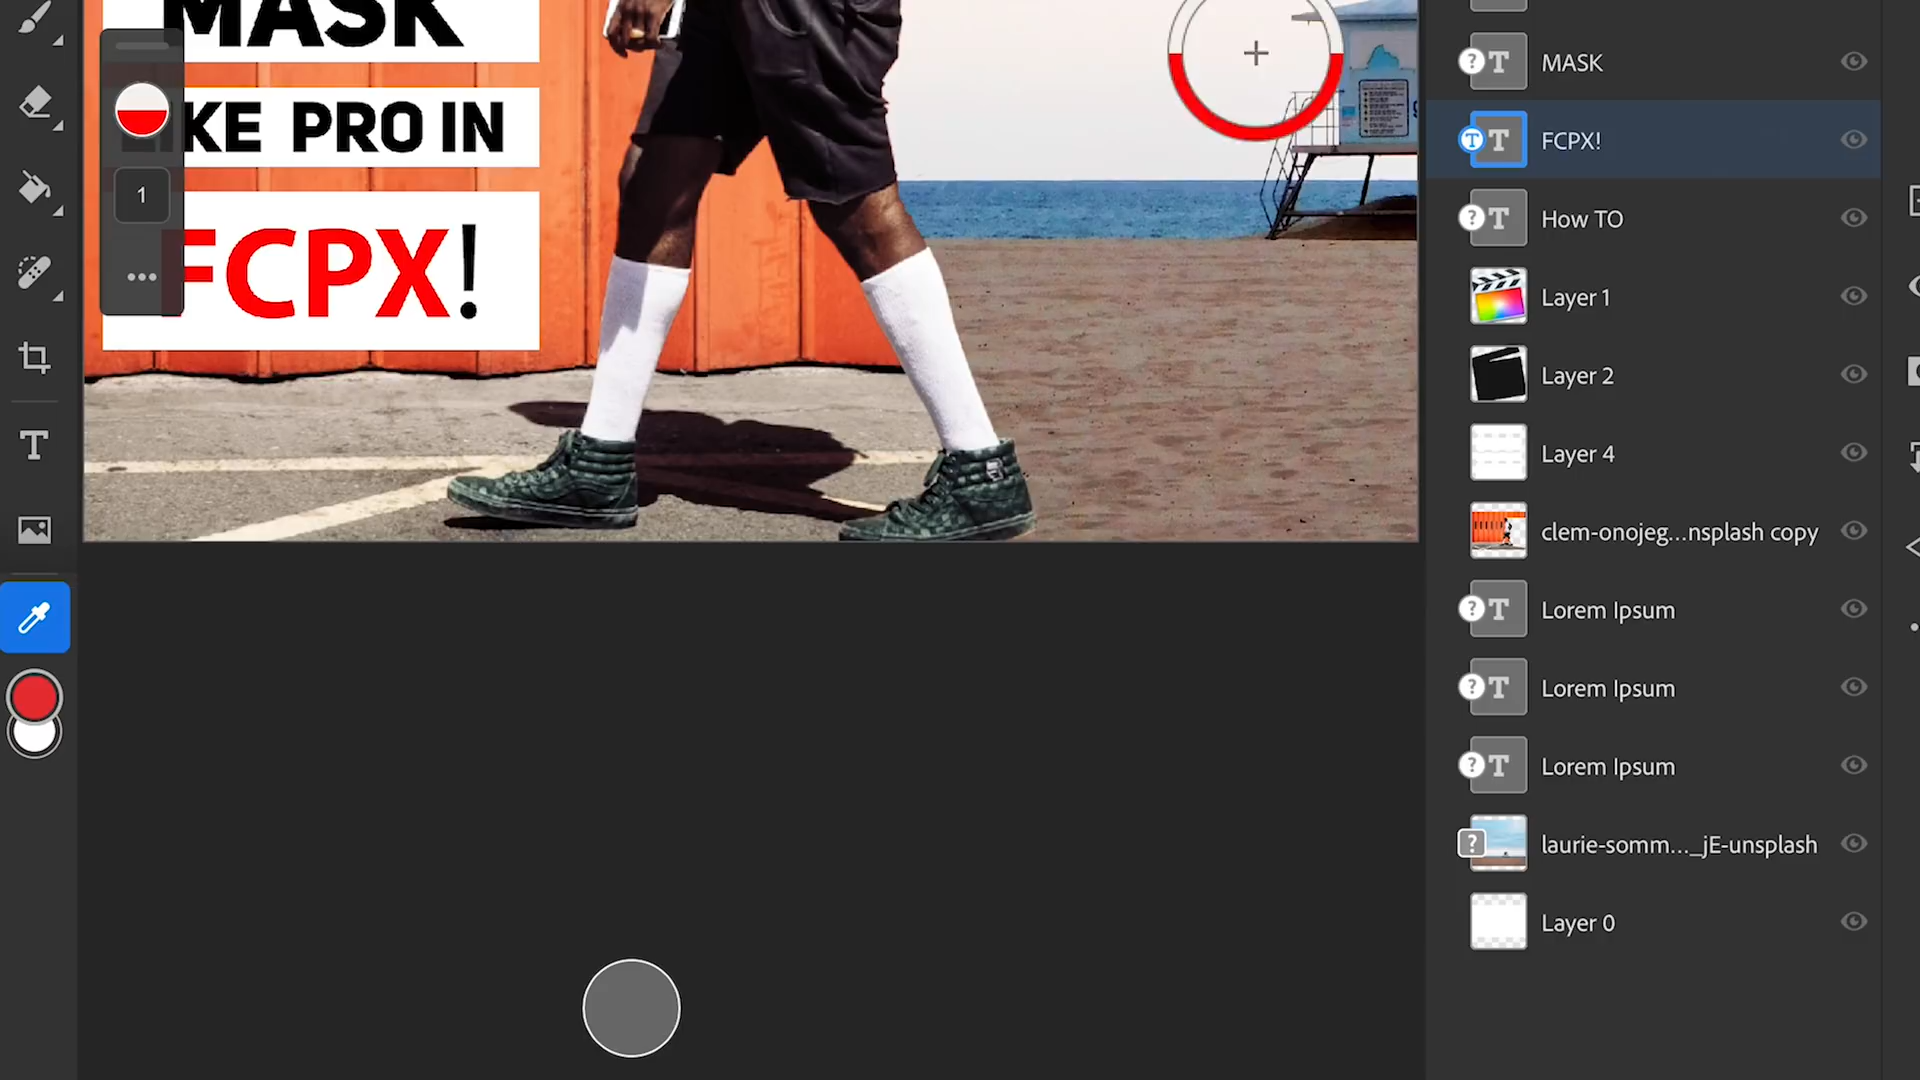 MASK
KE PRO IN
FCPX!
1
MASK
FCPX!
How TO
Layer 1
Layer 2
Layer 4
clem-onojeg...nsplash copy
Lorem Ipsum
Lorem Ipsum
Lorem Ipsum
laurie-somm..._jE-unsplash
Layer 0